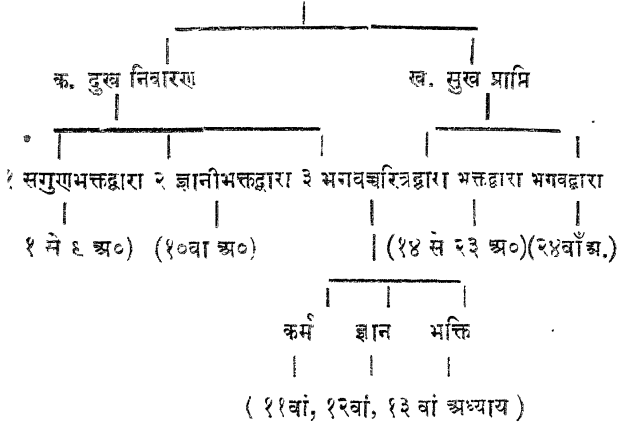 क. दुख निवारण ख. सुख प्राप्ति
१ सगुणभक्तद्वारा २ ज्ञानीभक्तद्वारा ३ भगवच्चरित्रद्वारा भक्तद्वारा भगवद्वारा
१ से ९ अ०) (१०वा अ०) (१४ से २३ अ०)(२४वाँ अ.)
कर्म ज्ञान भक्ति
( ११वां, १२वां, १३ वां अध्याय )